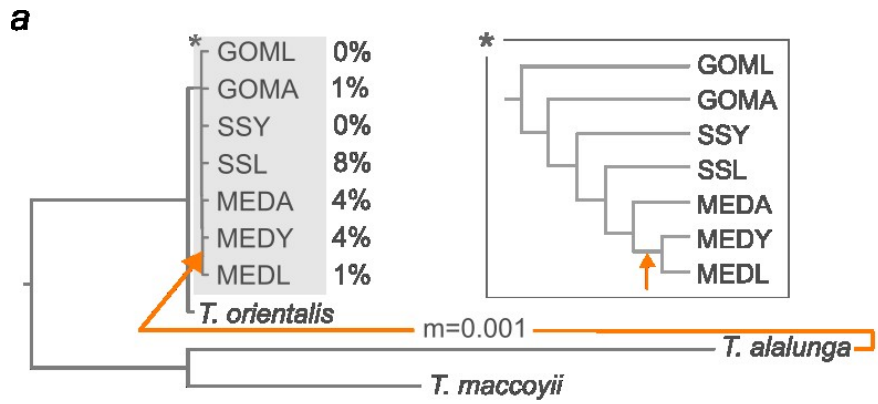 a
*
GOML 0%
GOMA 1%
SSY 0%
SSL 8%
MEDA 4%
MEDY 4%
MEDL 1%
T. orientalis
m=0.001
T. alalunga
T. maccoyii
*
GOML
GOMA
SSY
SSL
MEDA
MEDY
MEDL